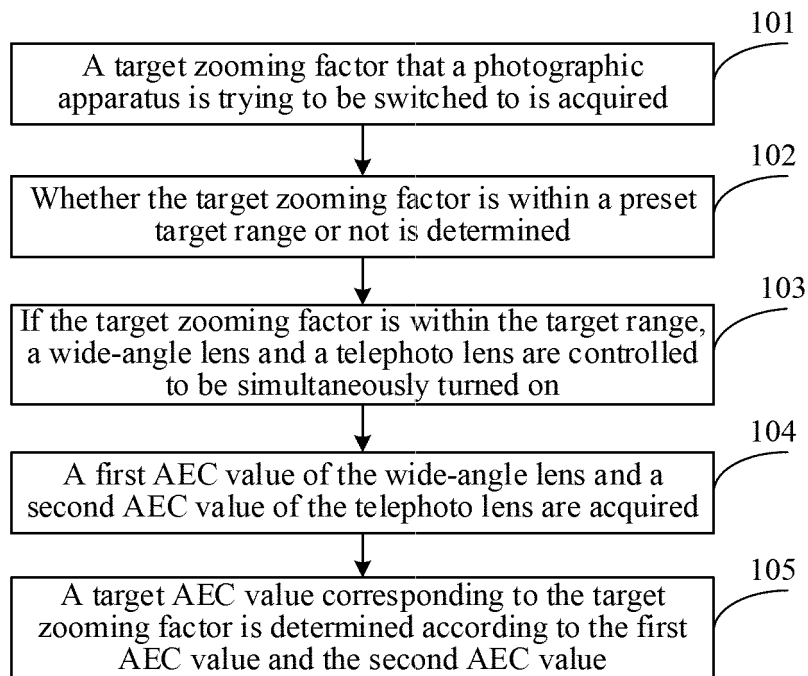 101
A target zooming factor that a photographic
apparatus is trying to be switched to is acquired
102
Whether the target zooming factor is within a preset
target range or not is determined
103
If the target zooming factor is within the target range,
a wide-angle lens and a telephoto lens are controlled
to be simultaneously turned on
104
A first AEC value of the wide-angle lens and a
second AEC value of the telephoto lens are acquired
105
A target AEC value corresponding to the target
zooming factor is determined according to the first
AEC value and the second AEC value